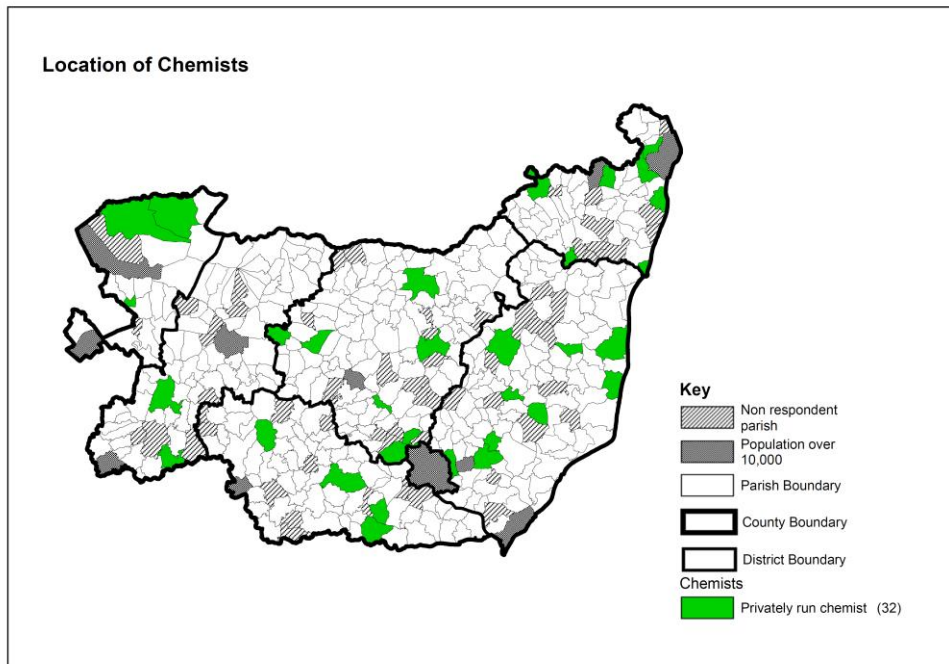 Location of Chemists
Key
Non respondent
parish
Population over
10,000
Parish Boundary
County Boundary
District Boundary
Chemists
Privately run chemist (32)